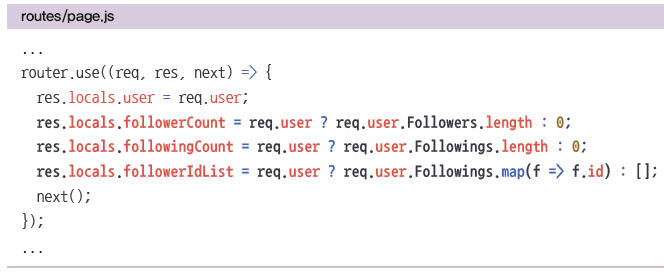 routes/page.js
...
router.use((req, res, next) => {
  res.locals.user = req.user;
  res.locals.followerCount = req.user ? req.user.Followers.length : 0;
  res.locals.followingCount = req.user ? req.user.Followings.length : 0;
  res.locals.followerIdList = req.user ? req.user.Followings.map(f => f.id) : [];
  next();
});
...